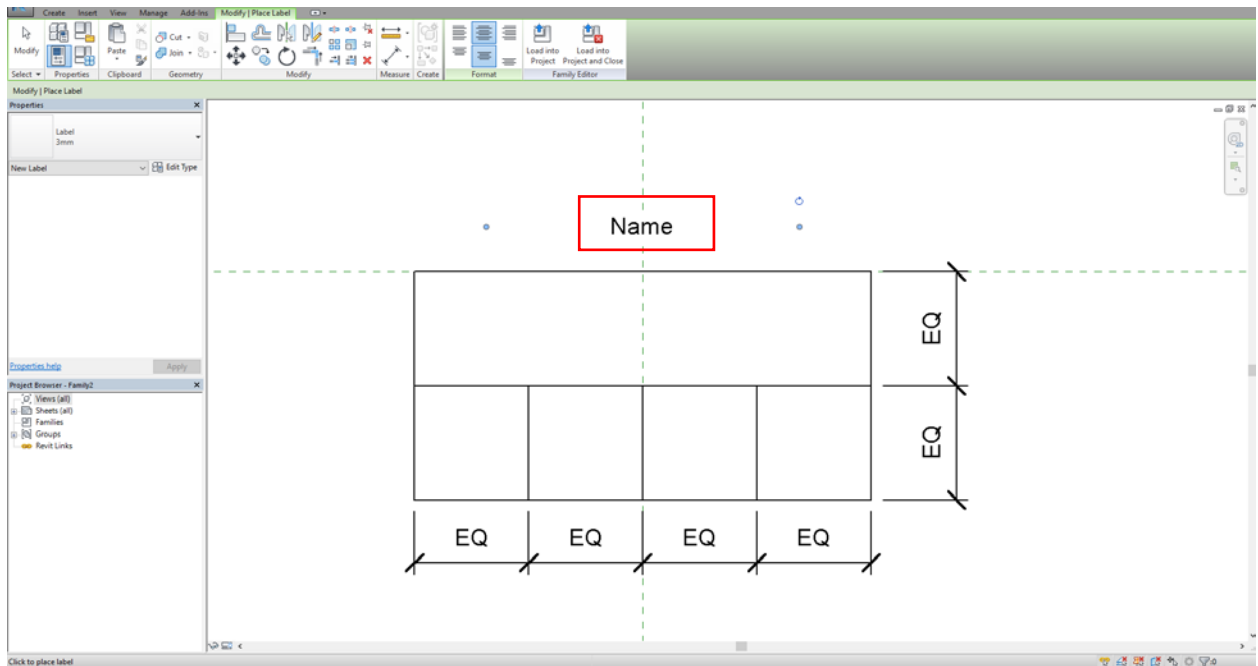 Create Insert View Manage Add-Ins Modify | Place Label
Modify
Paste
Cut
Join
Load into Project
Load into Project and Close
Select Properties Clipboard Geometry Modify Measure Create Format Family Editor
Modify | Place Label
Properties
Label
3mm
New Label
Edit Type
Properties help
Apply
Project Browser - Family2
Views (all)
Sheets (all)
Families
Groups
Revit Links
Name
EQ
EQ
EQ EQ EQ EQ
Click to place label
:0